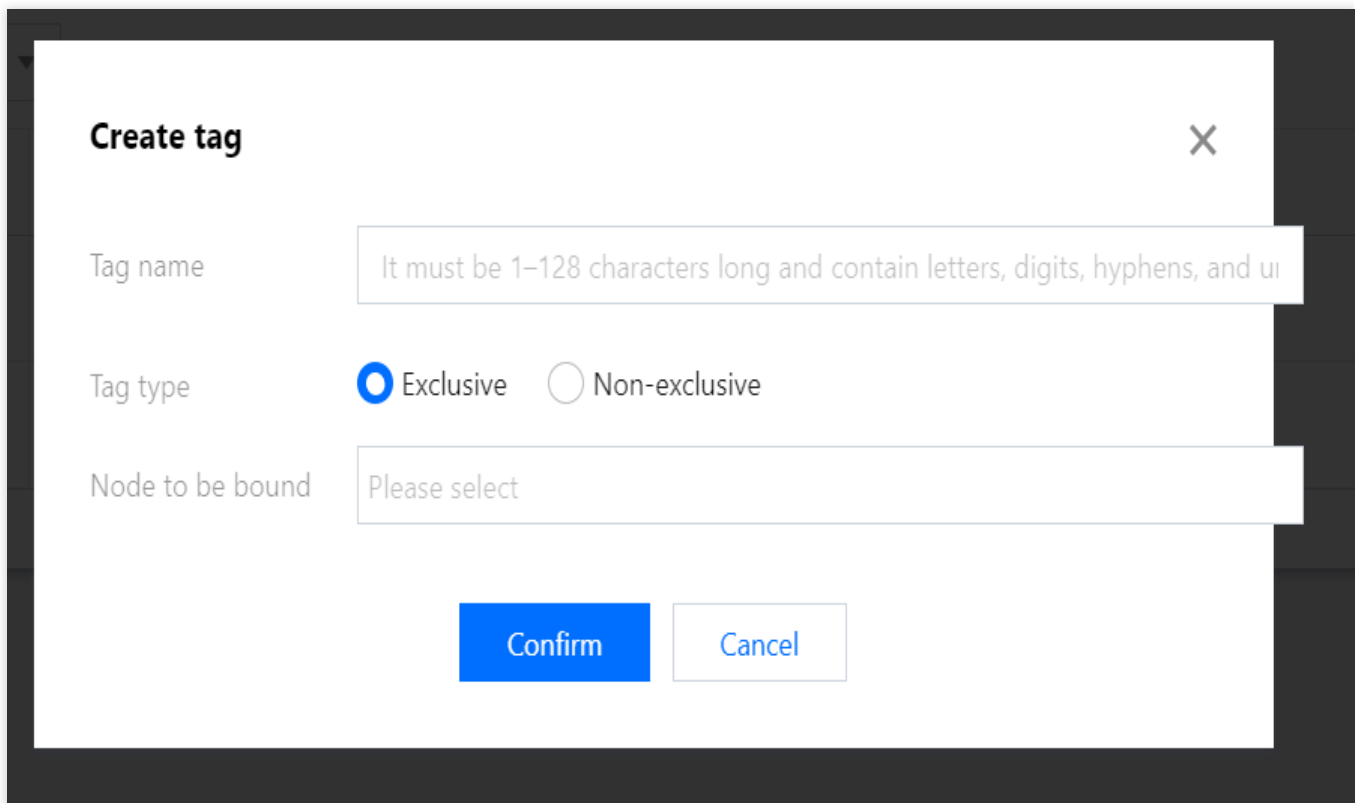 Create tag
Tag name
It must be 1–128 characters long and contain letters, digits, hyphens, and
Tag type
Exclusive
Non-exclusive
Node to be bound
Please select
Confirm
Cancel